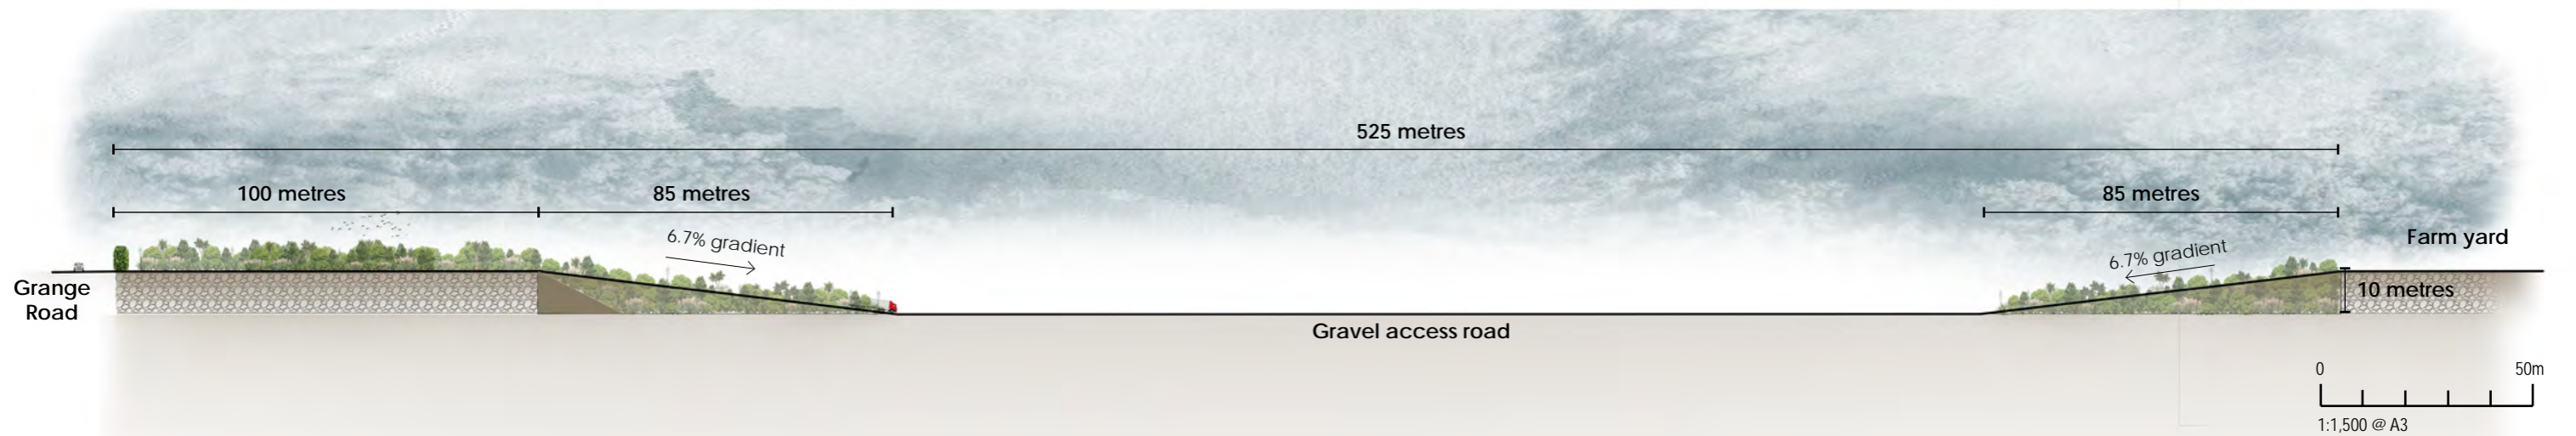 525 metres
100 metres
85 metres
85 metres
6.7% gradient
6.7% gradient
Farm yard
Grange
Road
10 metres
Gravel access road
0 50m
1:1,500 @ A3